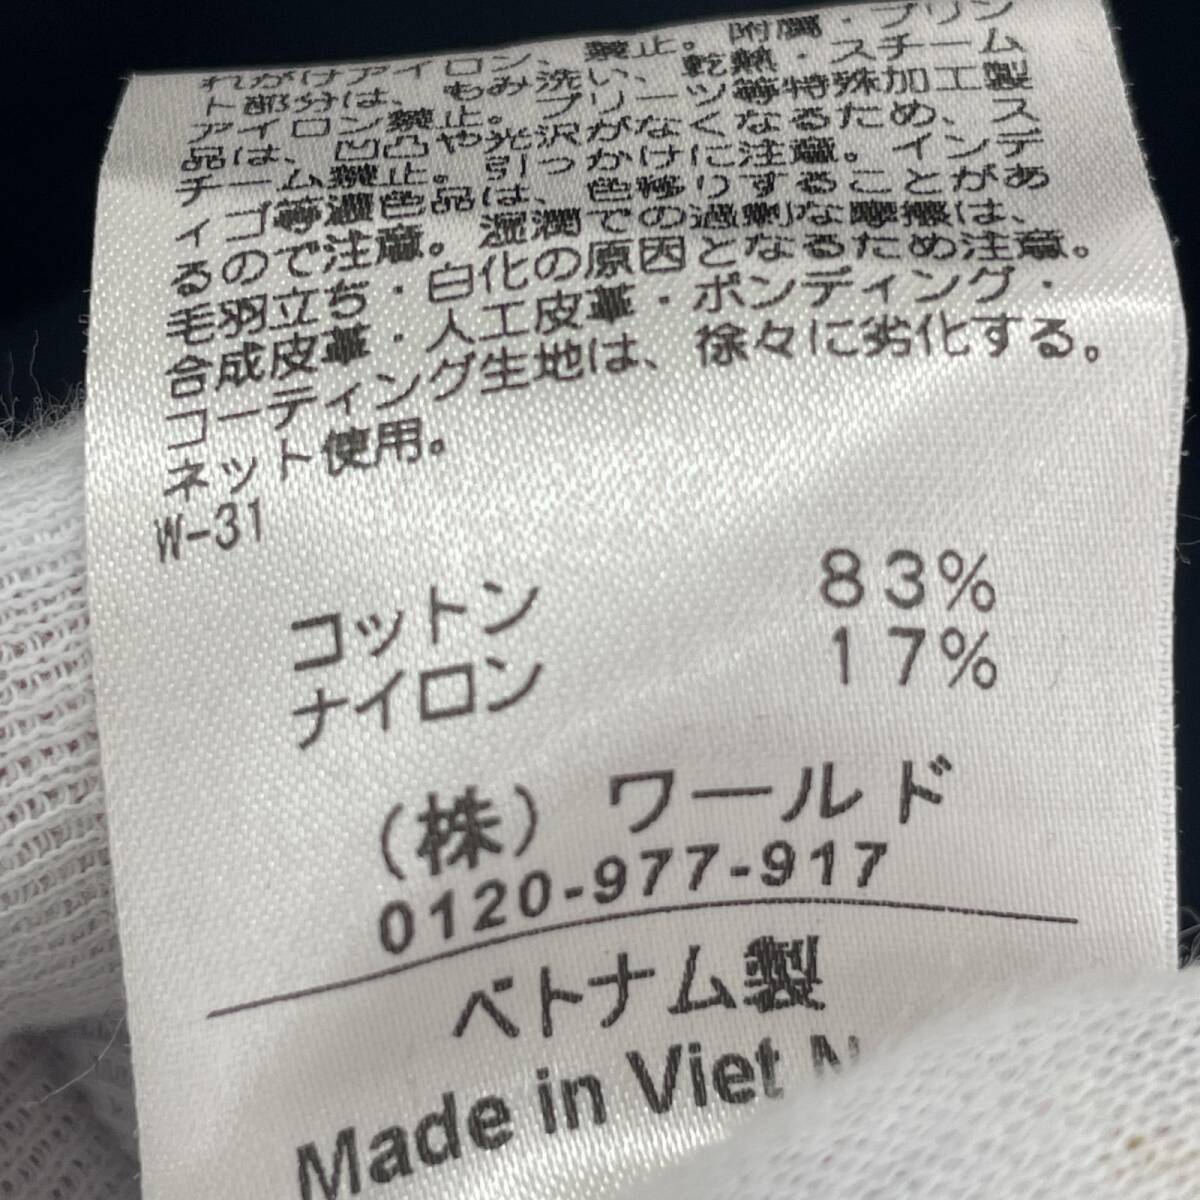 れがけアイロン、禁止。附属・プリン
ト部分は、もみ洗い、乾熱・スチーム
アイロン禁止。プリーツ等特殊加工製
品は、凹凸や光沢がなくなるため、ス
チーム禁止。引っかけに注意。インデ
ィゴ等濃色品は、色移りすることがあ
るので注意。湿潤での過剰な摩擦は、
毛羽立ち・白化の原因となるため注意。
合成皮革・人工皮革・ボンディング・
コーティング生地は、徐々に劣化する。
ネット使用。
W-31
コットン 83%
ナイロン 17%
(株) ワールド
0120-977-917
ベトナム製
Made in Viet